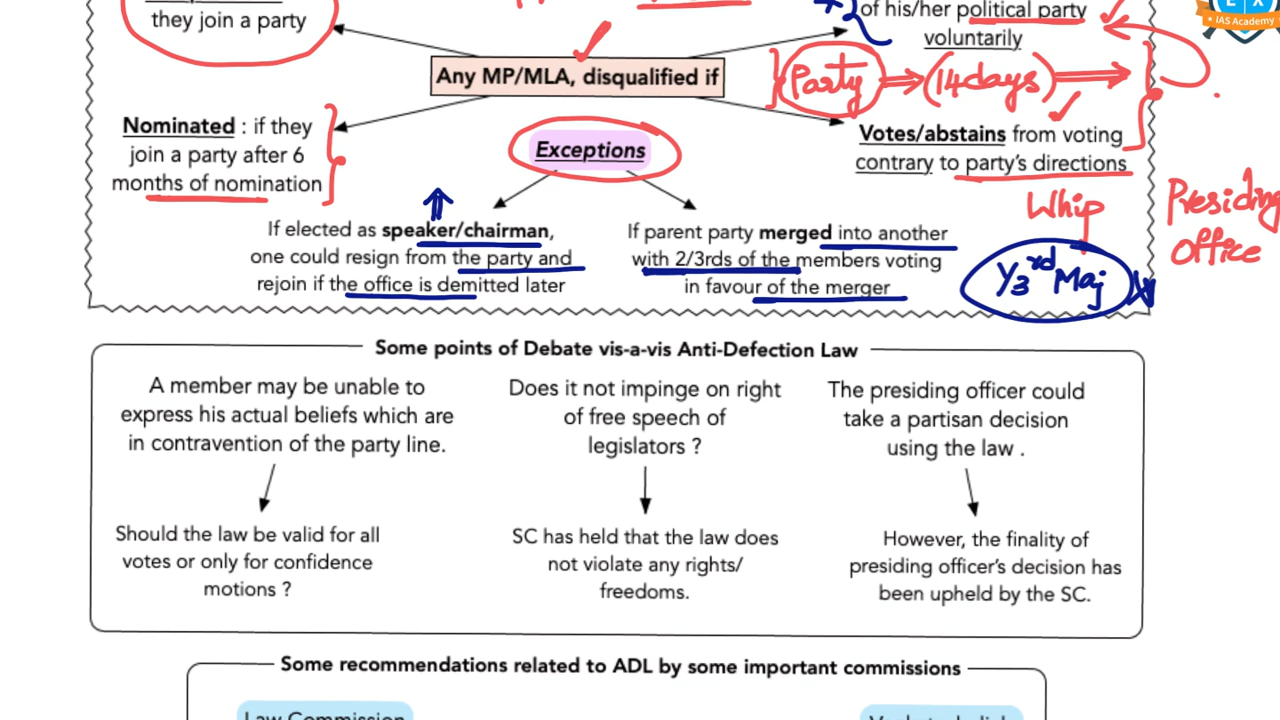 they join a party
of his/her political party
voluntarily
IAS Academy
Any MP/MLA, disqualified if
Party
14days
Nominated : if they
join a party after 6
months of nomination
Exceptions
Votes/abstains from voting
contrary to party's directions
Whip
Presiding
office
If elected as speaker/chairman,
one could resign from the party and
rejoin if the office is demitted later
If parent party merged into another
with 2/3rds of the members voting
in favour of the merger
rd Maj
Some points of Debate vis-a-vis Anti-Defection Law
A member may be unable to
express his actual beliefs which are
in contravention of the party line.
Does it not impinge on right
of free speech of
legislators ?
The presiding officer could
take a partisan decision
using the law .
Should the law be valid for all
votes or only for confidence
motions ?
SC has held that the law does
not violate any rights/
freedoms.
However, the finality of
presiding officer's decision has
been upheld by the SC.
Some recommendations related to ADL by some important commissions
Law Commission